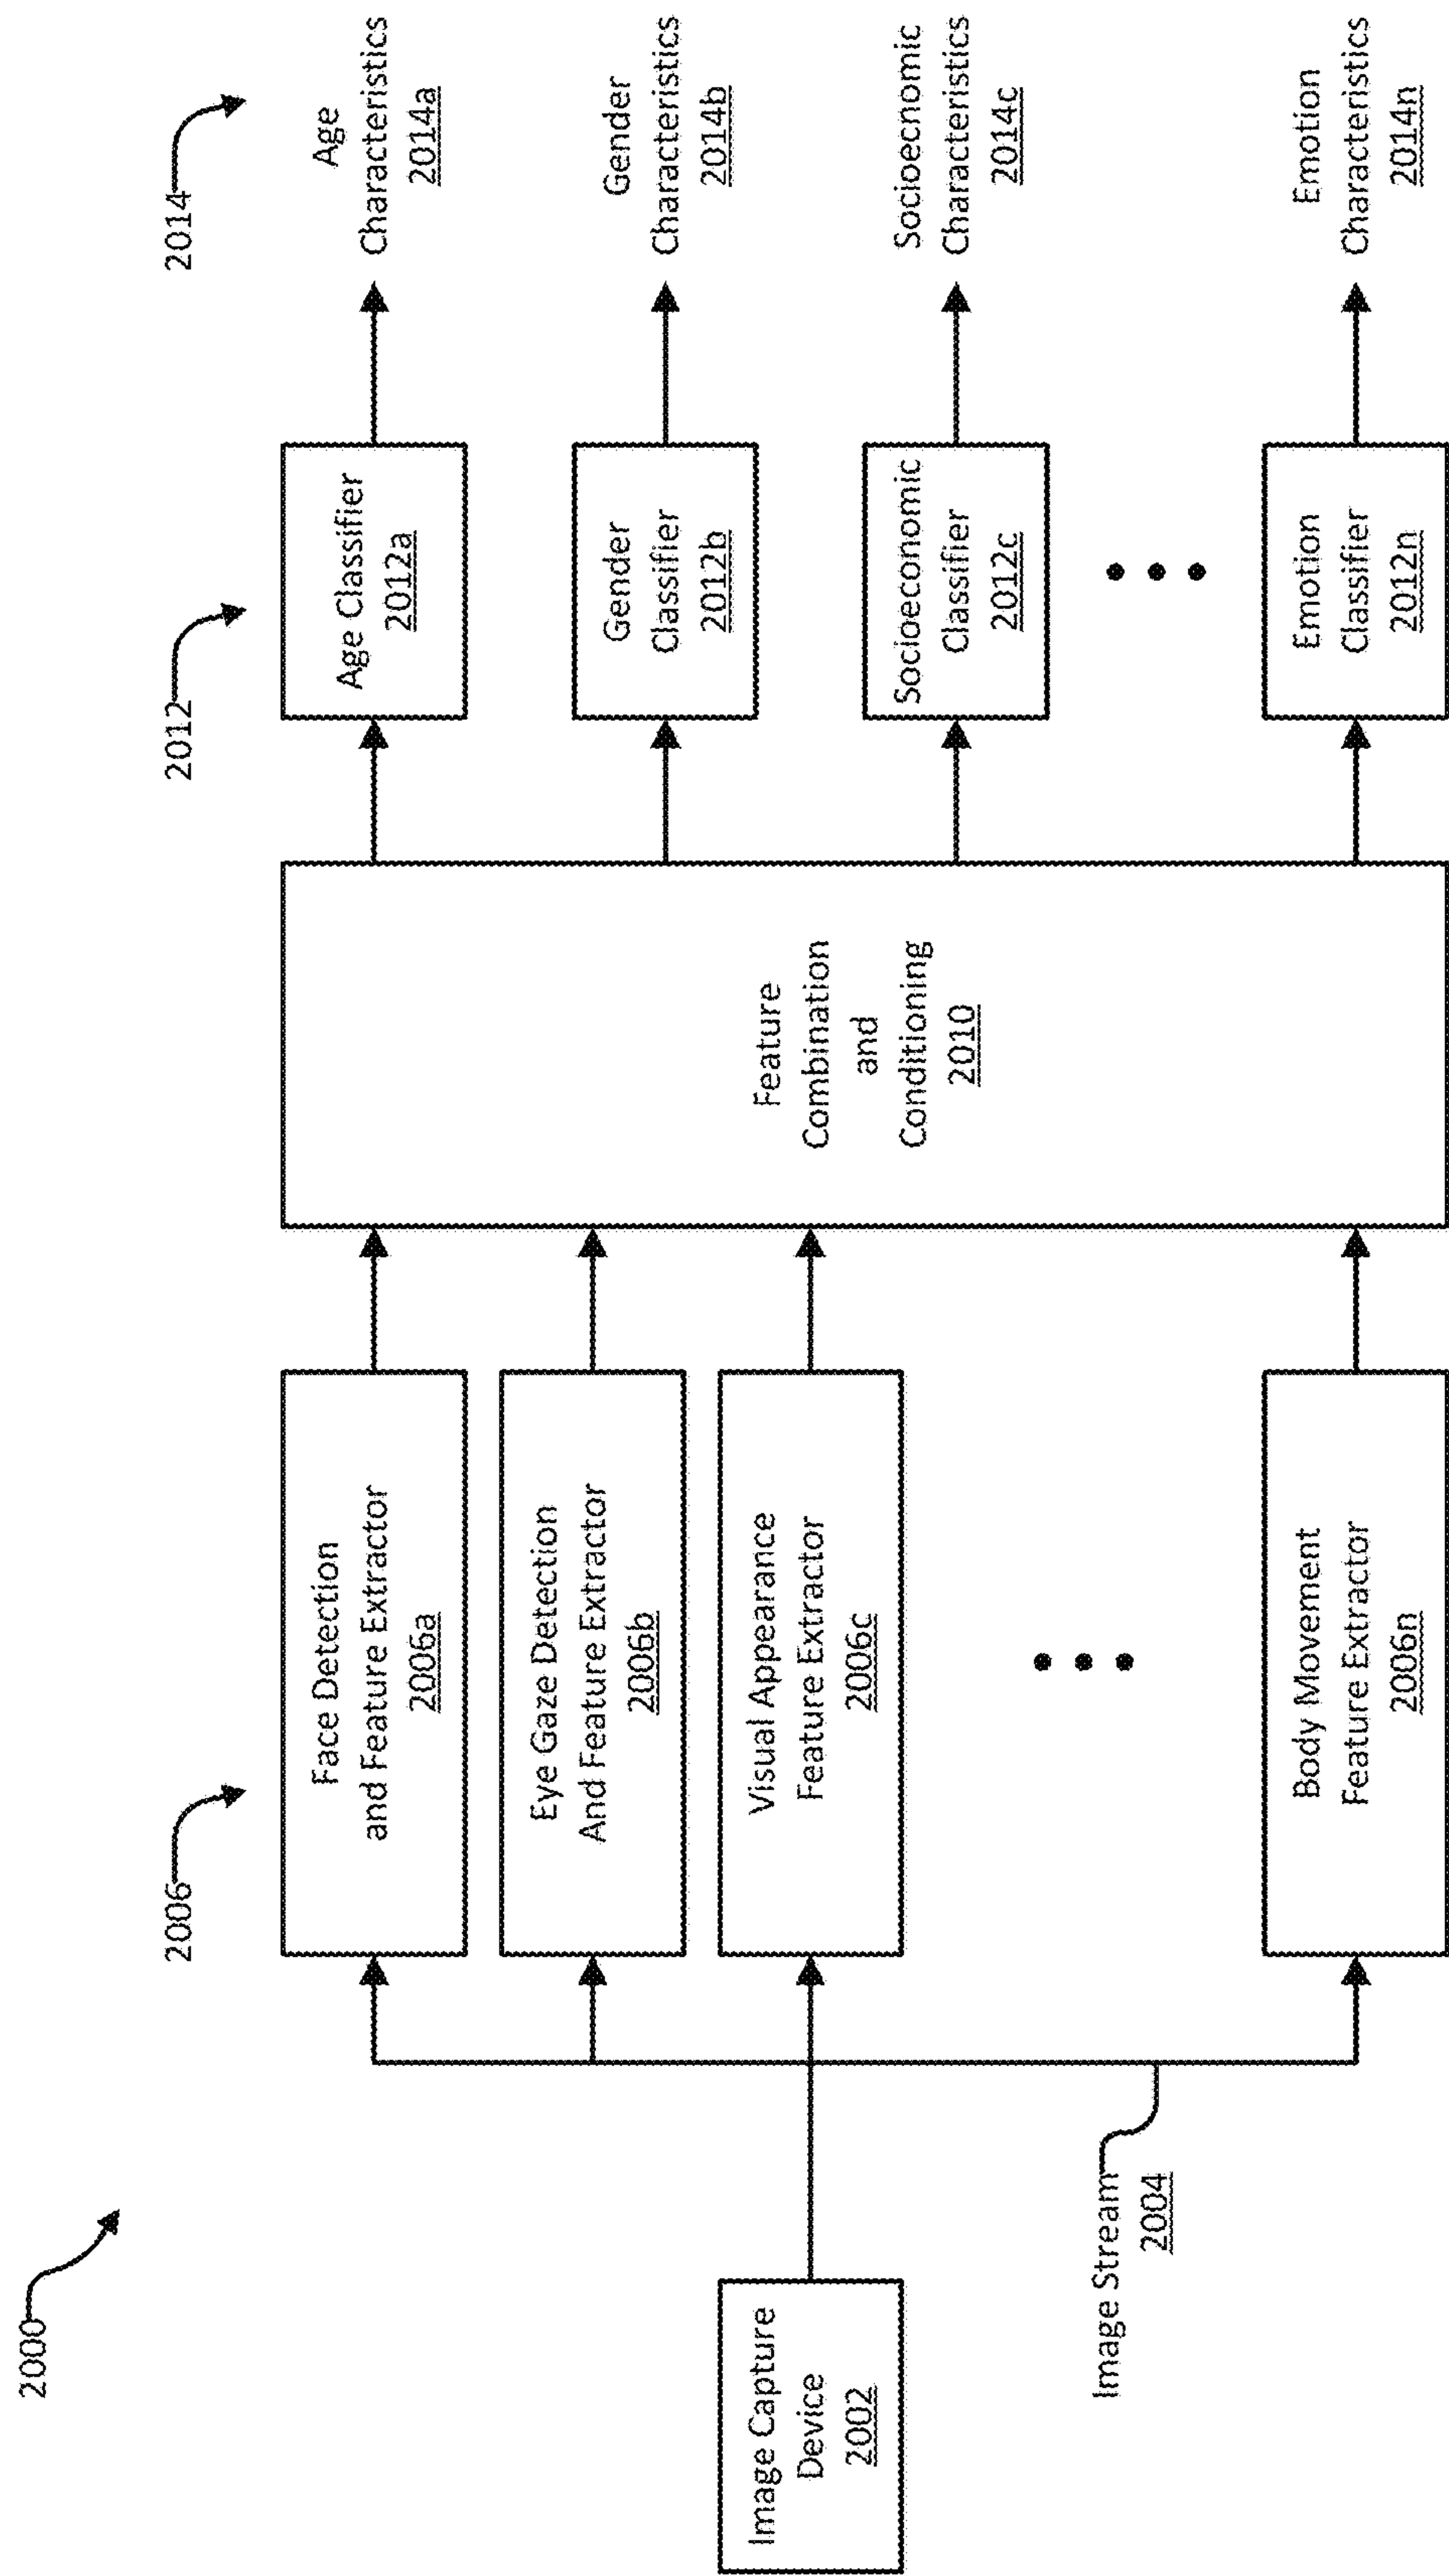 2000
2006
2012
2014
Image Capture
Device
2002
Image Stream
2004
Face Detection
and Feature Extractor
2006a
Eye Gaze Detection
And Feature Extractor
2006b
Visual Appearance
Feature Extractor
2006c
Body Movement
Feature Extractor
2006n
Feature
Combination
and
Conditioning
2010
Age Classifier
2012a
Gender
Classifier
2012b
Socioeconomic
Classifier
2012c
Emotion
Classifier
2012n
Age
Characteristics
2014a
Gender
Characteristics
2014b
Socioecnomic
Characteristics
2014c
Emotion
Characteristics
2014n